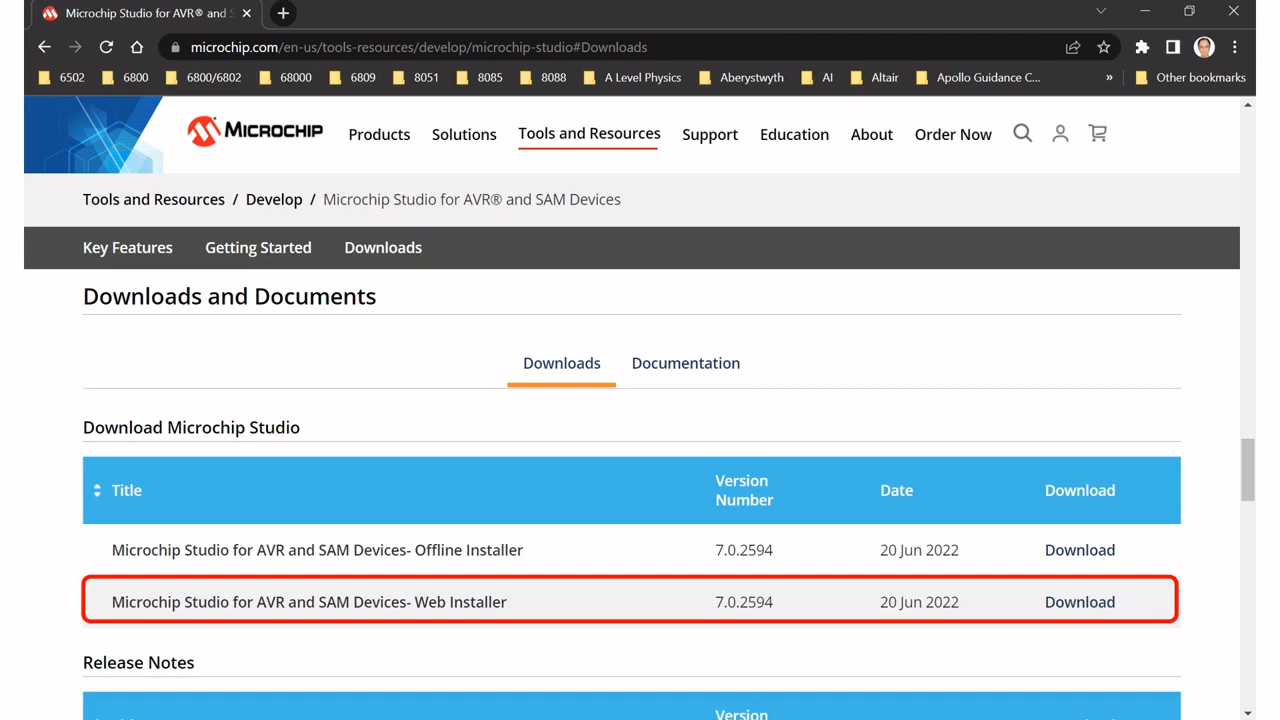 Microchip Studio for AVR® and S
microchip.com/en-us/tools-resources/develop/microchip-studio#Downloads
6502 6800 6800/6802 68000 6809 8051 8085 8088 A Level Physics Aberystwyth AI Altair Apollo Guidance C... » Other bookmarks
MICROCHIP Products Solutions Tools and Resources Support Education About Order Now
Tools and Resources / Develop / Microchip Studio for AVR® and SAM Devices
Key Features Getting Started Downloads
Downloads and Documents
Downloads Documentation
Download Microchip Studio
Title Version Number Date Download
Microchip Studio for AVR and SAM Devices- Offline Installer 7.0.2594 20 Jun 2022 Download
Microchip Studio for AVR and SAM Devices- Web Installer 7.0.2594 20 Jun 2022 Download
Release Notes
Version